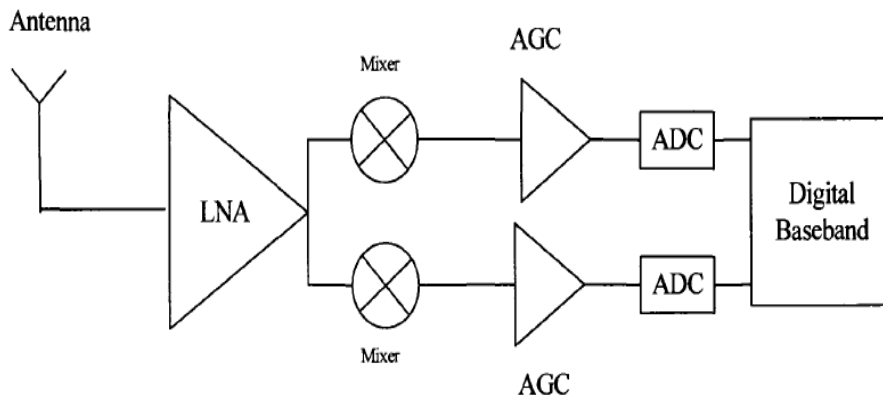 Antenna
AGC
Mixer
ADC
LNA
Digital
Baseband
ADC
Mixer
AGC